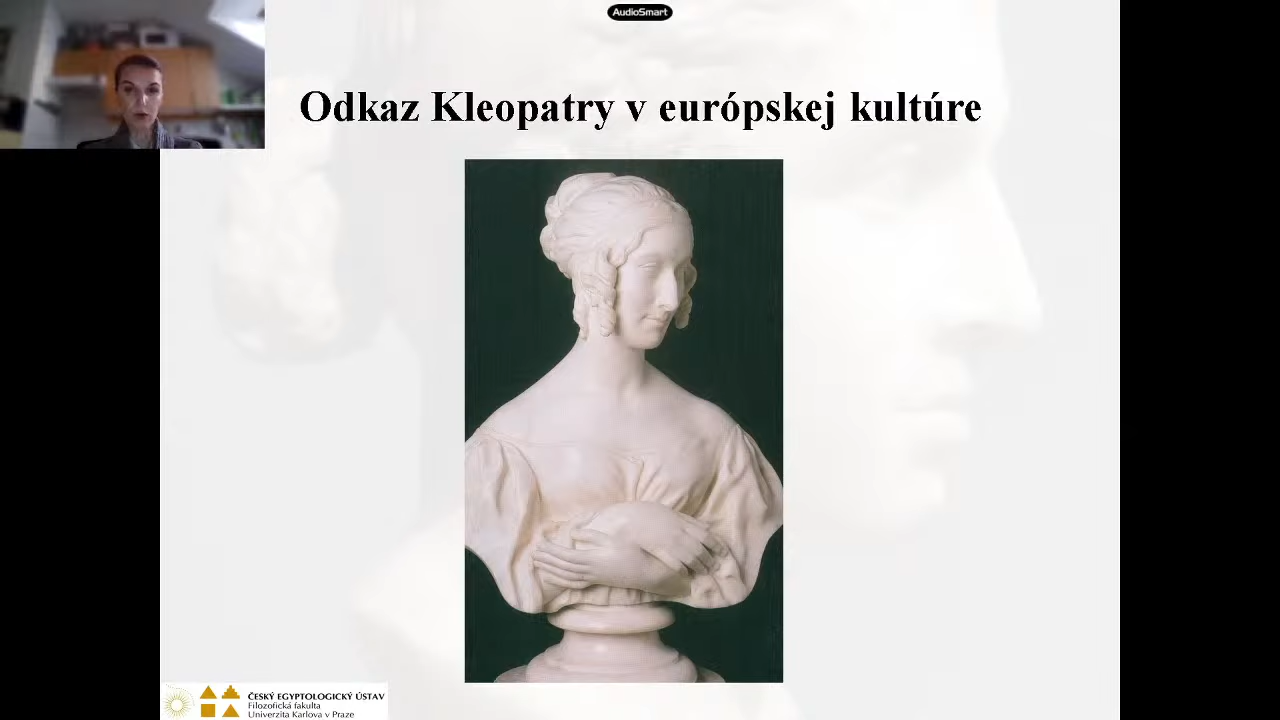 AudioSmart
Odkaz Kleopatry v európskej kultúre
ČESKÝ EGYPTOLOGICKÝ ÚSTAV
Filozofická fakulta
Univerzita Karlova v Praze